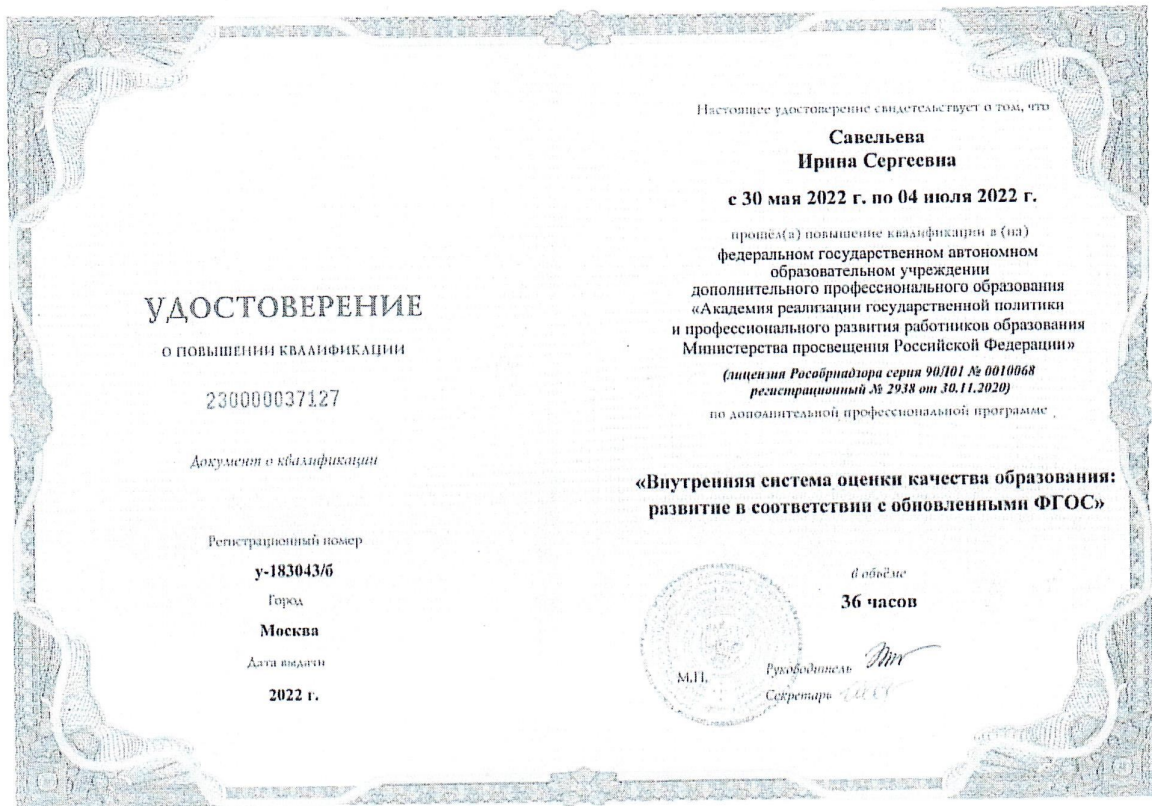 УДОСТОВЕРЕНИЕ
О ПОВЫШЕНИИ КВАЛИФИКАЦИИ
230000037127
Документ о квалификации
Регистрационный номер
у-183043/б
Город
Москва
Дата выдачи
2022 г.
Настоящее удостоверение свидетельствует о том, что
Савельева
Ирина Сергеевна
с 30 мая 2022 г. по 04 июля 2022 г.
прошёл(а) повышение квалификации в (на)
федеральном государственном автономном
образовательном учреждении
дополнительного профессионального образования
«Академия реализации государственной политики
и профессионального развития работников образования
Министерства просвещения Российской Федерации»
(лицензия Рособрнадзора серия 90Л01 № 0010068
регистрационный № 2938 от 30.11.2020)
по дополнительной профессиональной программе
«Внутренняя система оценки качества образования:
развитие в соответствии с обновленными ФГОС»
в объёме
36 часов
М.П.
Руководитель
Секретарь